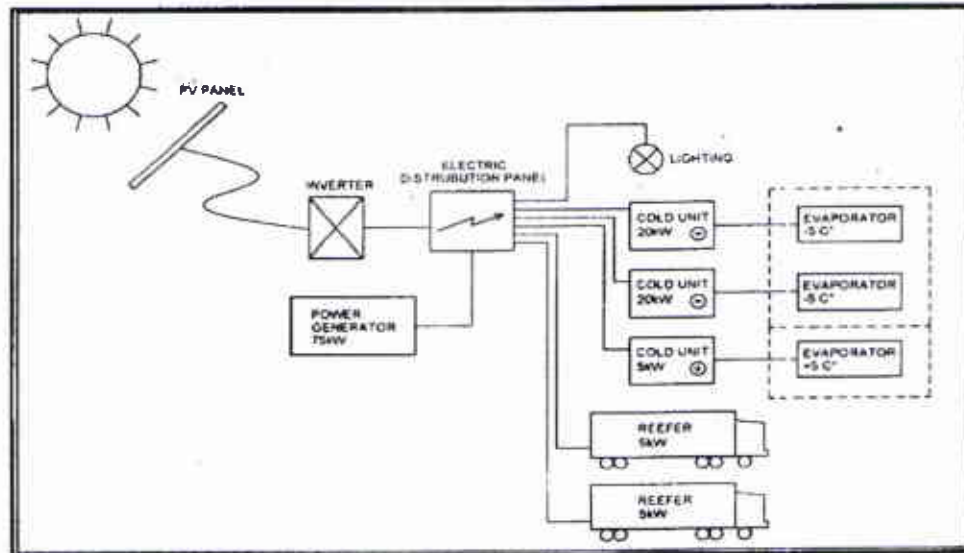 PV PANEL
INVERTER
ELECTRIC
DISTRUBUTION PANEL
LIGHTING
POWER
GENERATOR
75kW
COLD UNIT
20kW
EVAPORATOR
-5 C°
COLD UNIT
20kW
EVAPORATOR
-5 C°
COLD UNIT
5kW
EVAPORATOR
+5 C°
REEFER
5kW
REEFER
5kW